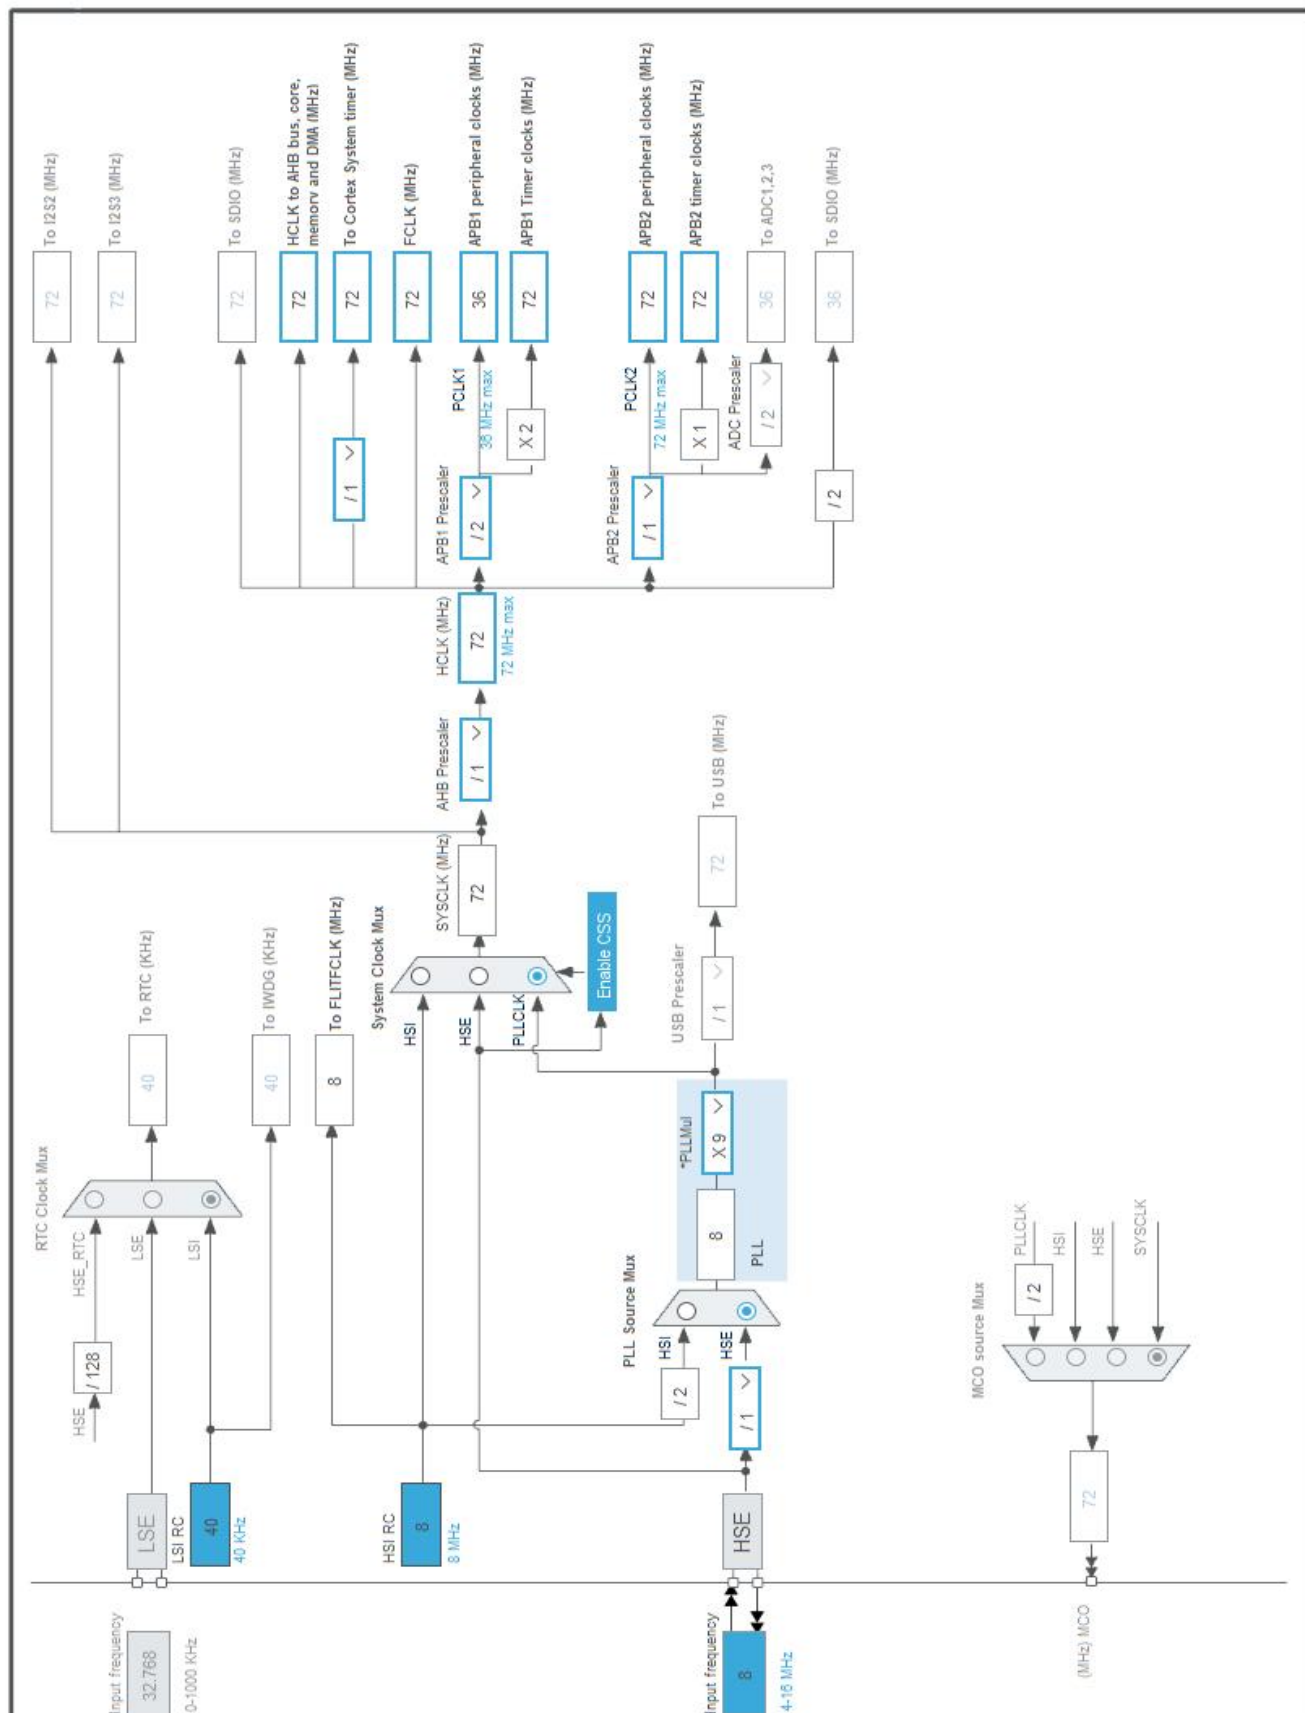 Input frequency
32.768
0-1000 KHz
LSE
LSI RC
40
40 KHz
HSE
/ 128
HSE_RTC
LSE
LSI
RTC Clock Mux
40
To RTC (KHz)
40
To IWDG (KHz)
8
To FLITFCLK (MHz)
HSI RC
8
8 MHz
Input frequency
8
4-16 MHz
HSE
/ 2
/ 1
HSI
HSE
PLL Source Mux
8
PLL
*PLLMul
X 9
HSI
HSE
PLLCLK
System Clock Mux
Enable CSS
USB Prescaler
/ 1
72
To USB (MHz)
SYSCLK (MHz)
72
AHB Prescaler
/ 1
HCLK (MHz)
72
72 MHz max
72
To I2S2 (MHz)
72
To I2S3 (MHz)
72
To SDIO (MHz)
72
HCLK to AHB bus, core,
memory and DMA (MHz)
/ 1
72
To Cortex System timer (MHz)
72
FCLK (MHz)
APB1 Prescaler
/ 2
PCLK1
36 MHz max
36
APB1 peripheral clocks (MHz)
X 2
72
APB1 Timer clocks (MHz)
APB2 Prescaler
/ 1
PCLK2
72 MHz max
72
APB2 peripheral clocks (MHz)
X 1
72
APB2 timer clocks (MHz)
ADC Prescaler
/ 2
36
To ADC1,2,3
/ 2
36
To SDIO (MHz)
MCO source Mux
/ 2
PLLCLK
HSI
HSE
SYSCLK
72
(MHz) MCO